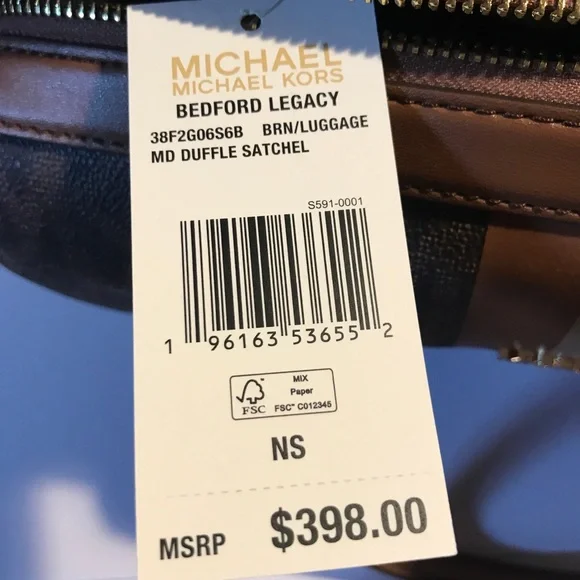 MICHAEL
MICHAEL KORS
BEDFORD LEGACY
38F2G06S6B BRN/LUGGAGE
MD DUFFLE SATCHEL
S591-0001
1 96163 53655 2
FSC™
MIX
Paper
FSC™ C012345
NS
MSRP $398.00